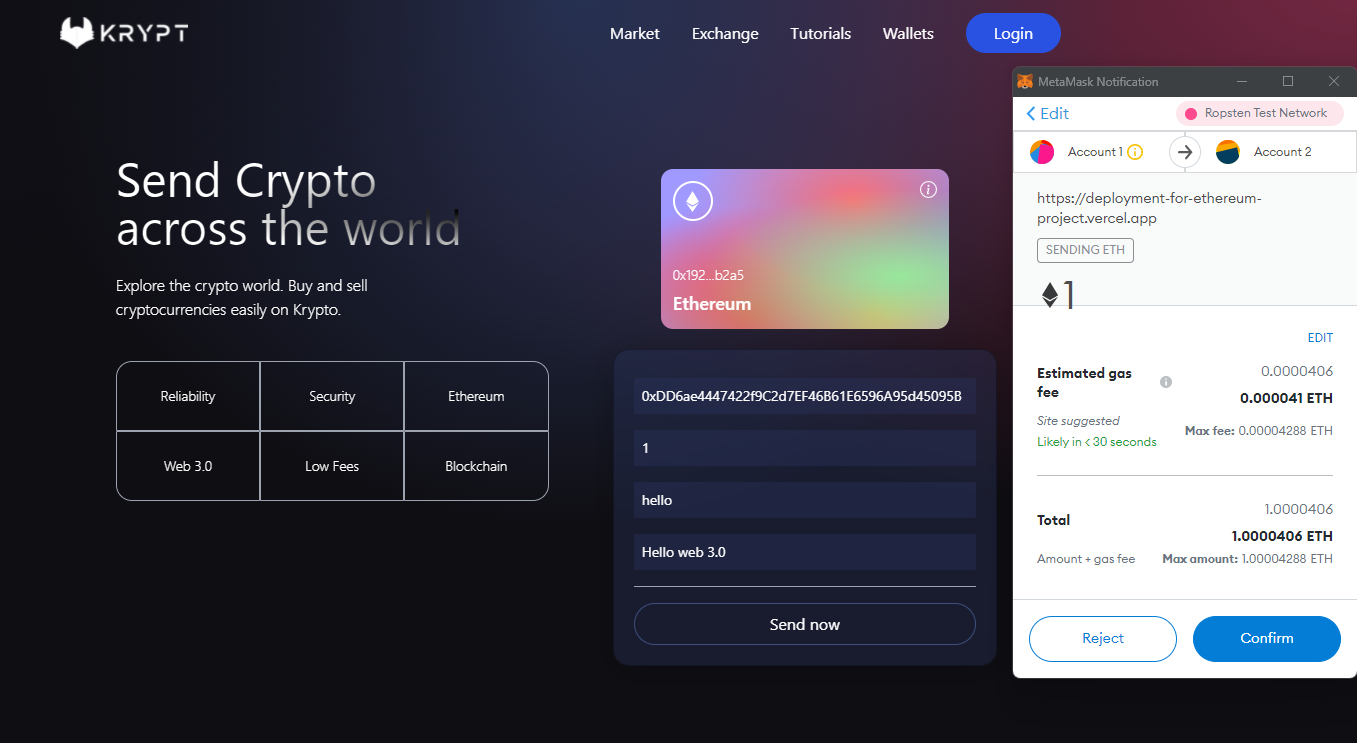 KRYPT
Market
Exchange
Tutorials
Wallets
Login
Send Crypto
across the world
Explore the crypto world. Buy and sell
cryptocurrencies easily on Krypto.
Reliability
Security
Ethereum
Web 3.0
Low Fees
Blockchain
0x192...b2a5
Ethereum
0xDD6ae4447422f9C2d7EF46B61E6596A95d45095B
1
hello
Hello web 3.0
Send now
MetaMask Notification
Edit
Ropsten Test Network
Account 1
Account 2
https://deployment-for-ethereum-
project.vercel.app
SENDING ETH
1
EDIT
Estimated gas
fee
0.0000406
0.000041 ETH
Site suggested
Likely in < 30 seconds
Max fee: 0.00004288 ETH
Total
1.0000406
1.0000406 ETH
Amount + gas fee
Max amount: 1.00004288 ETH
Reject
Confirm